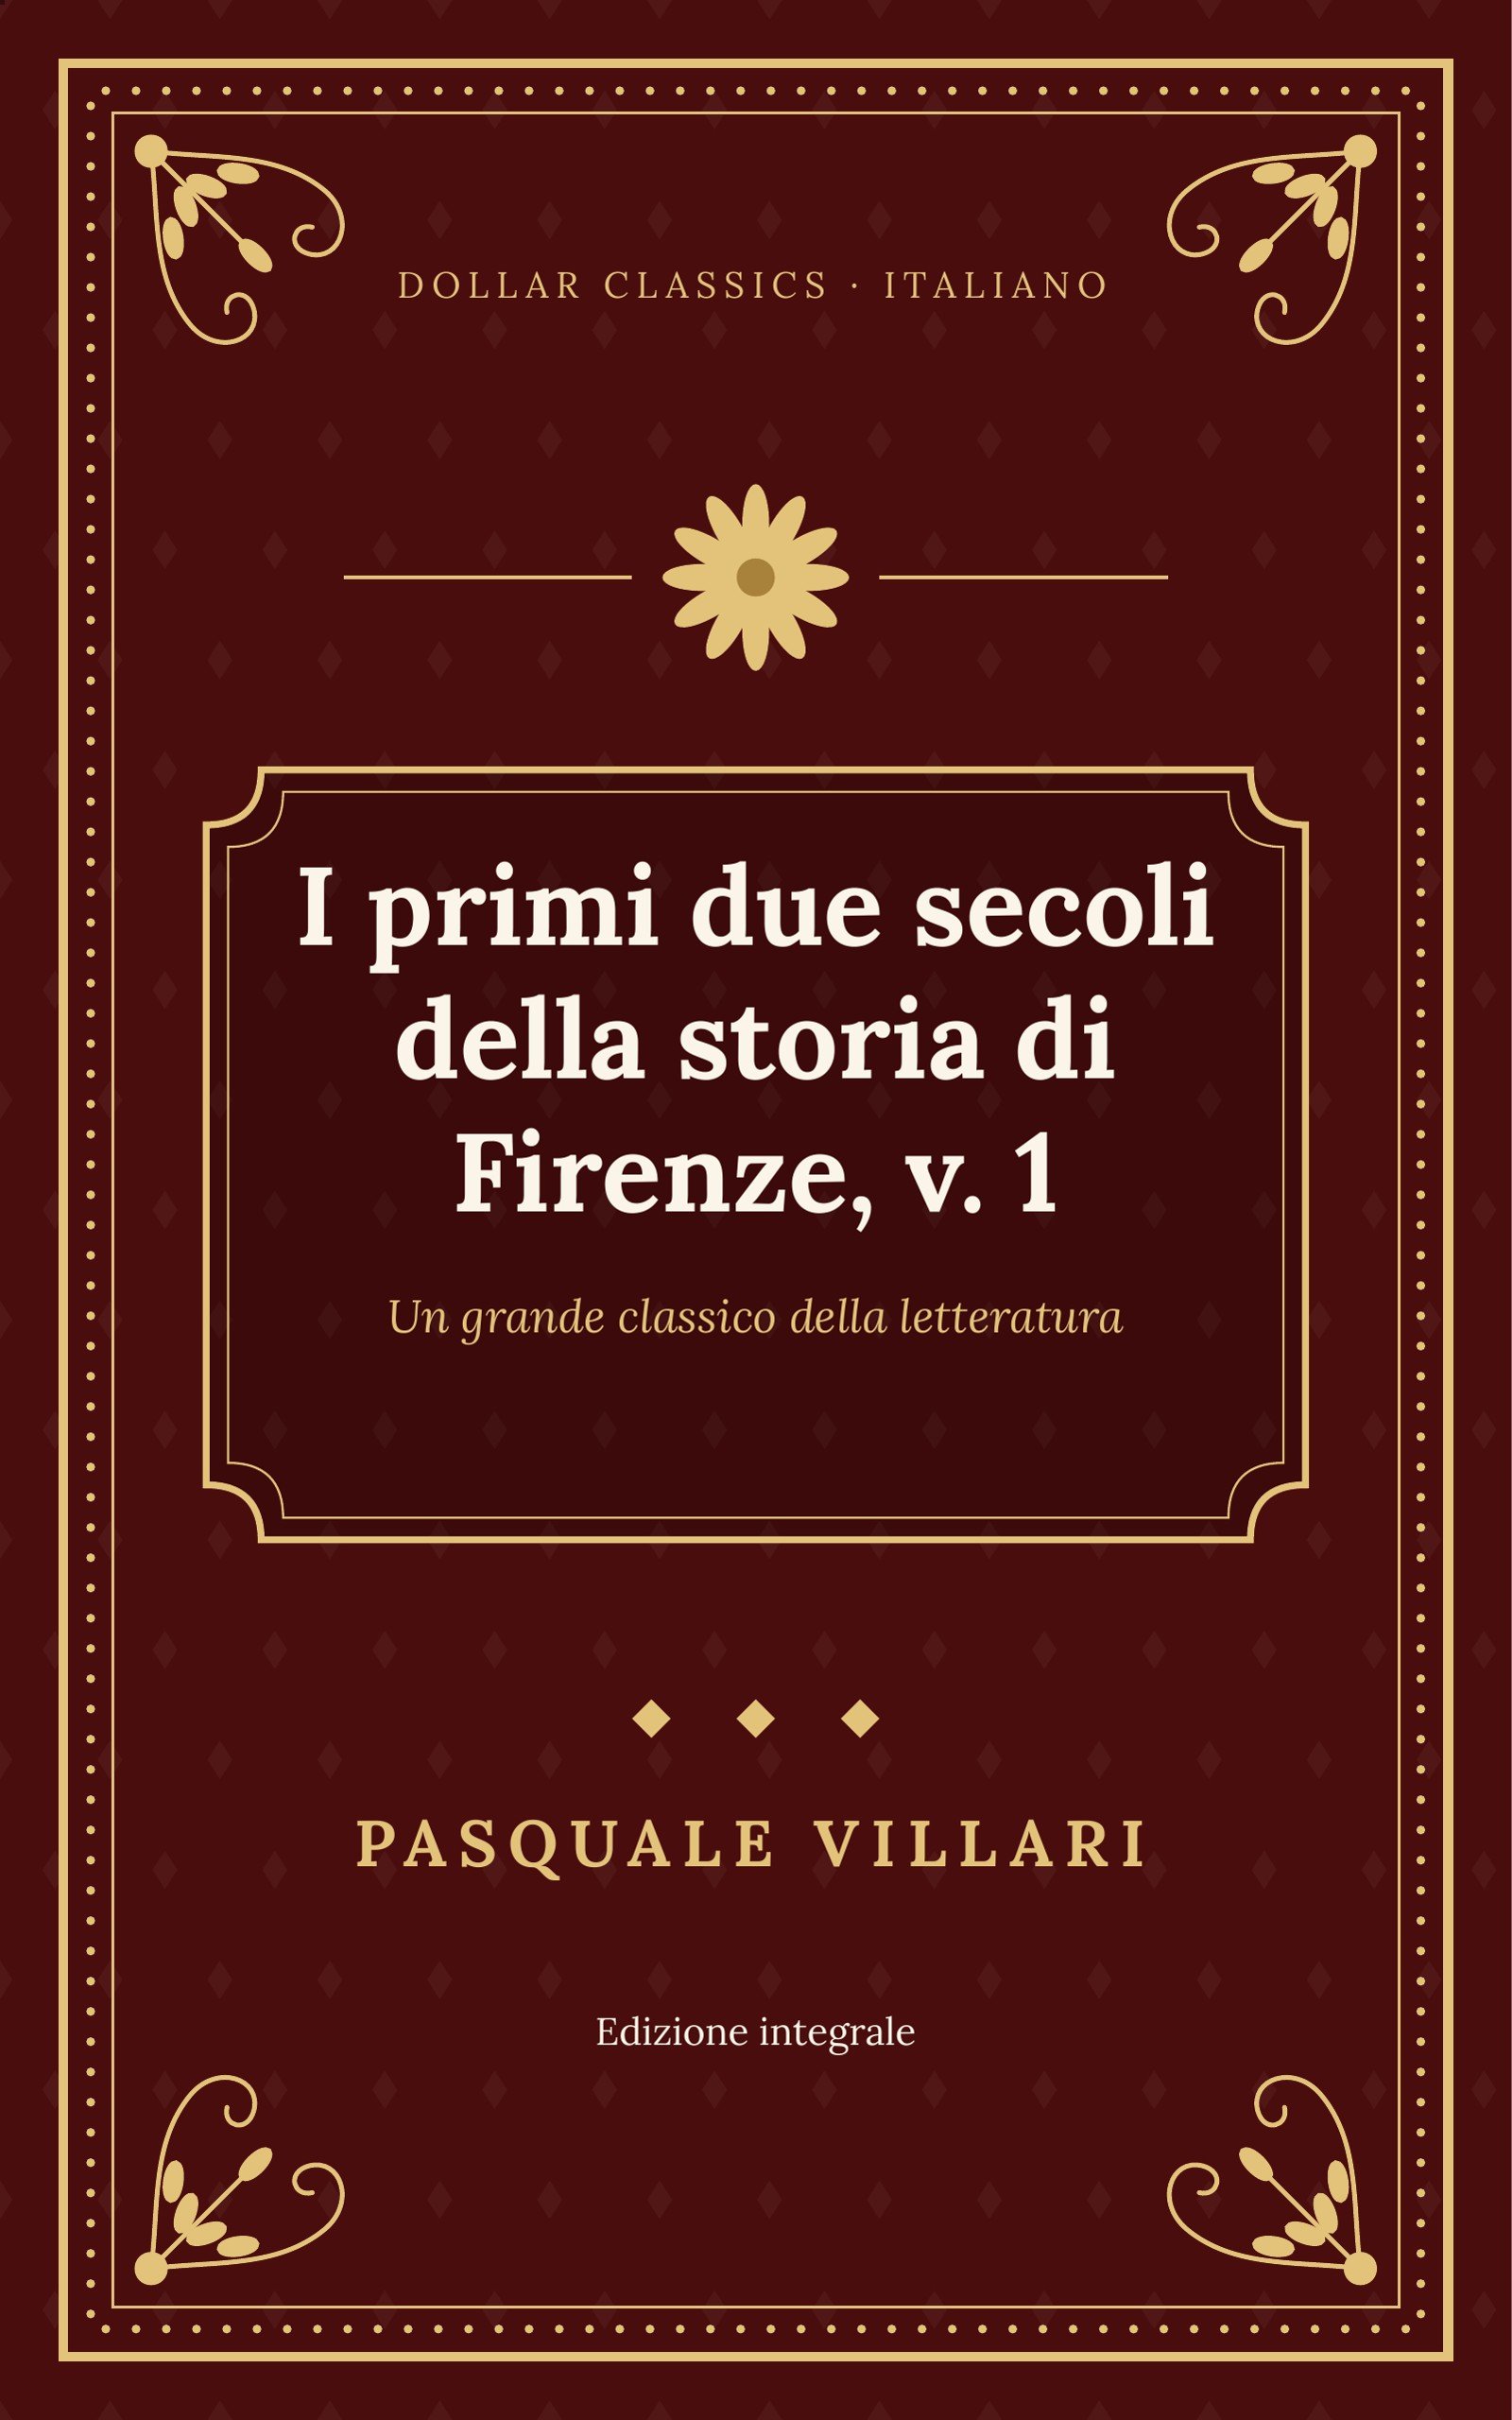 DOLLAR CLASSICS · ITALIANO
I primi due secoli
della storia di
Firenze, v. 1
Un grande classico della letteratura
PASQUALE VILLARI
Edizione integrale